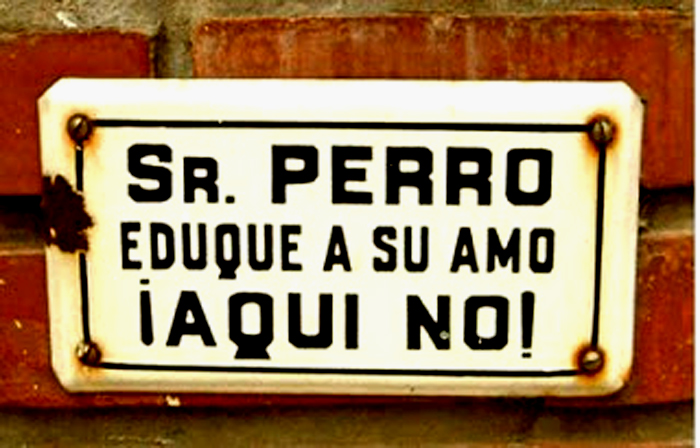 SR. PERRO
EDUQUE A SU AMO
¡AQUI NO!